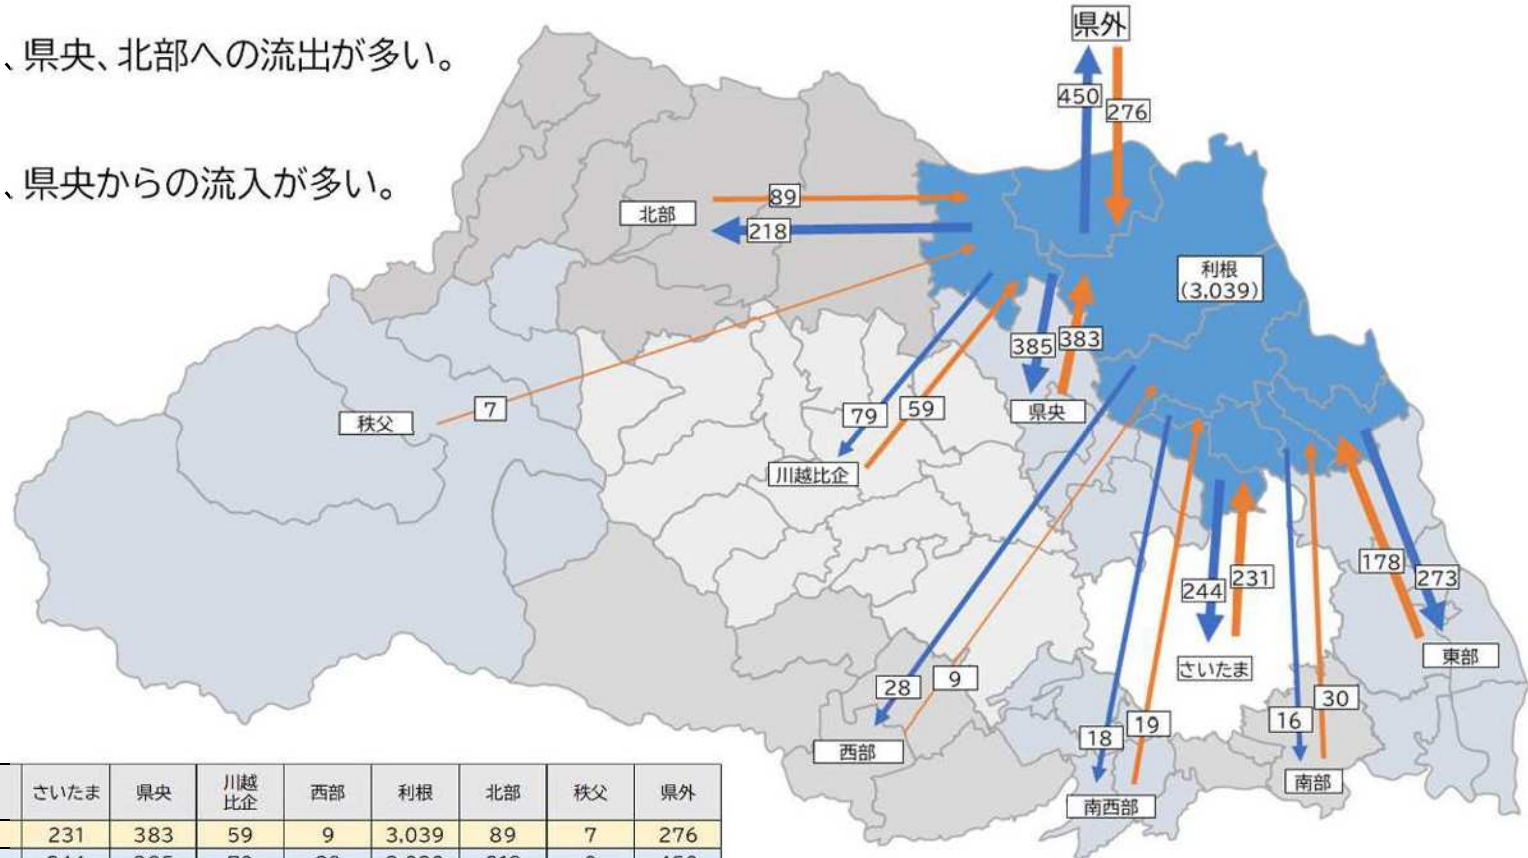 、県央、北部への流出が多い。
、県央からの流入が多い。
県外
450
276
89
北部
218
利根
(3,039)
385
383
7
秩父
79
59
県央
川越比企
178
273
244
231
東部
さいたま
28
9
30
16
19
18
西部
南部
南西部
さいたま 県央 川越比企 西部 利根 北部 秩父 県外
231 383 59 9 3,039 89 7 276